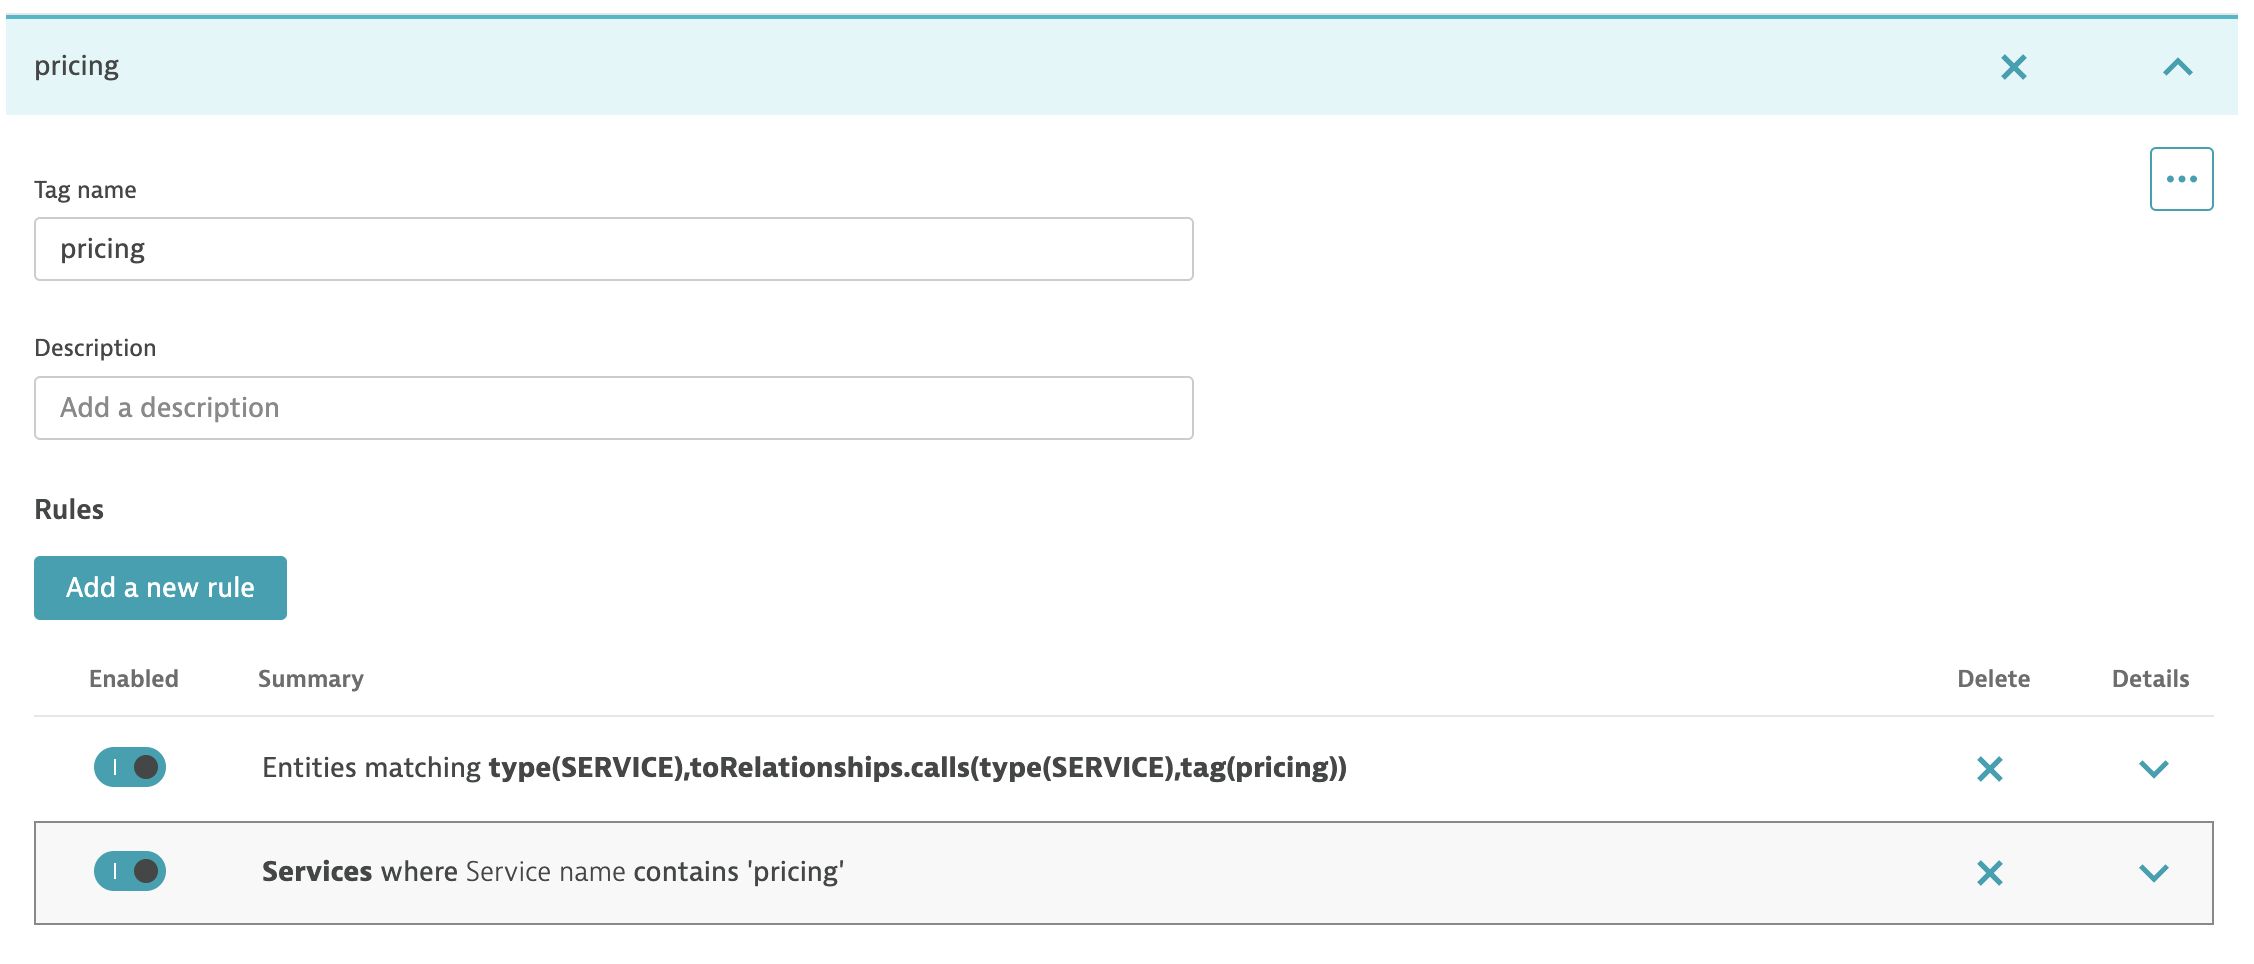 pricing
Tag name
pricing
Description
Add a description
Rules
Add a new rule
Enabled Summary Delete Details
Entities matching type(SERVICE),toRelationships.calls(type(SERVICE),tag(pricing))
Services where Service name contains 'pricing'